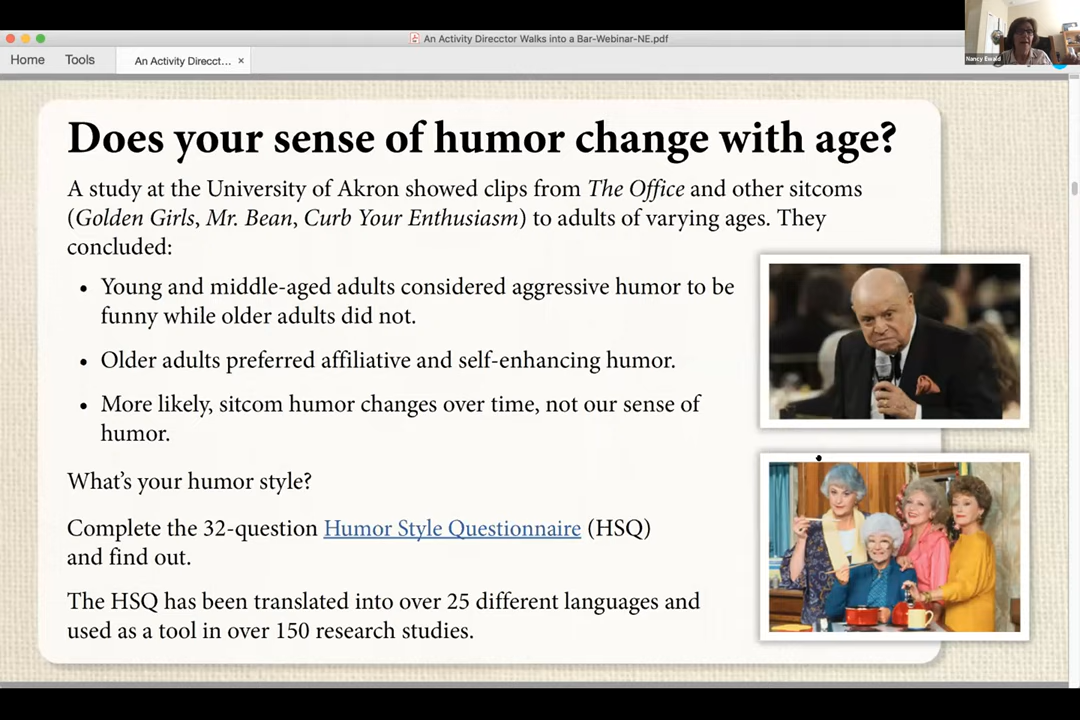 An Activity Direcctor Walks into a Bar-Webinar-NE.pdf
Home
Tools
An Activity Direcct... ×
Nancy Ewald
Does your sense of humor change with age?
A study at the University of Akron showed clips from The Office and other sitcoms
(Golden Girls, Mr. Bean, Curb Your Enthusiasm) to adults of varying ages. They
concluded:
• Young and middle-aged adults considered aggressive humor to be
funny while older adults did not.
• Older adults preferred affiliative and self-enhancing humor.
• More likely, sitcom humor changes over time, not our sense of
humor.
What’s your humor style?
Complete the 32-question Humor Style Questionnaire (HSQ)
and find out.
The HSQ has been translated into over 25 different languages and
used as a tool in over 150 research studies.